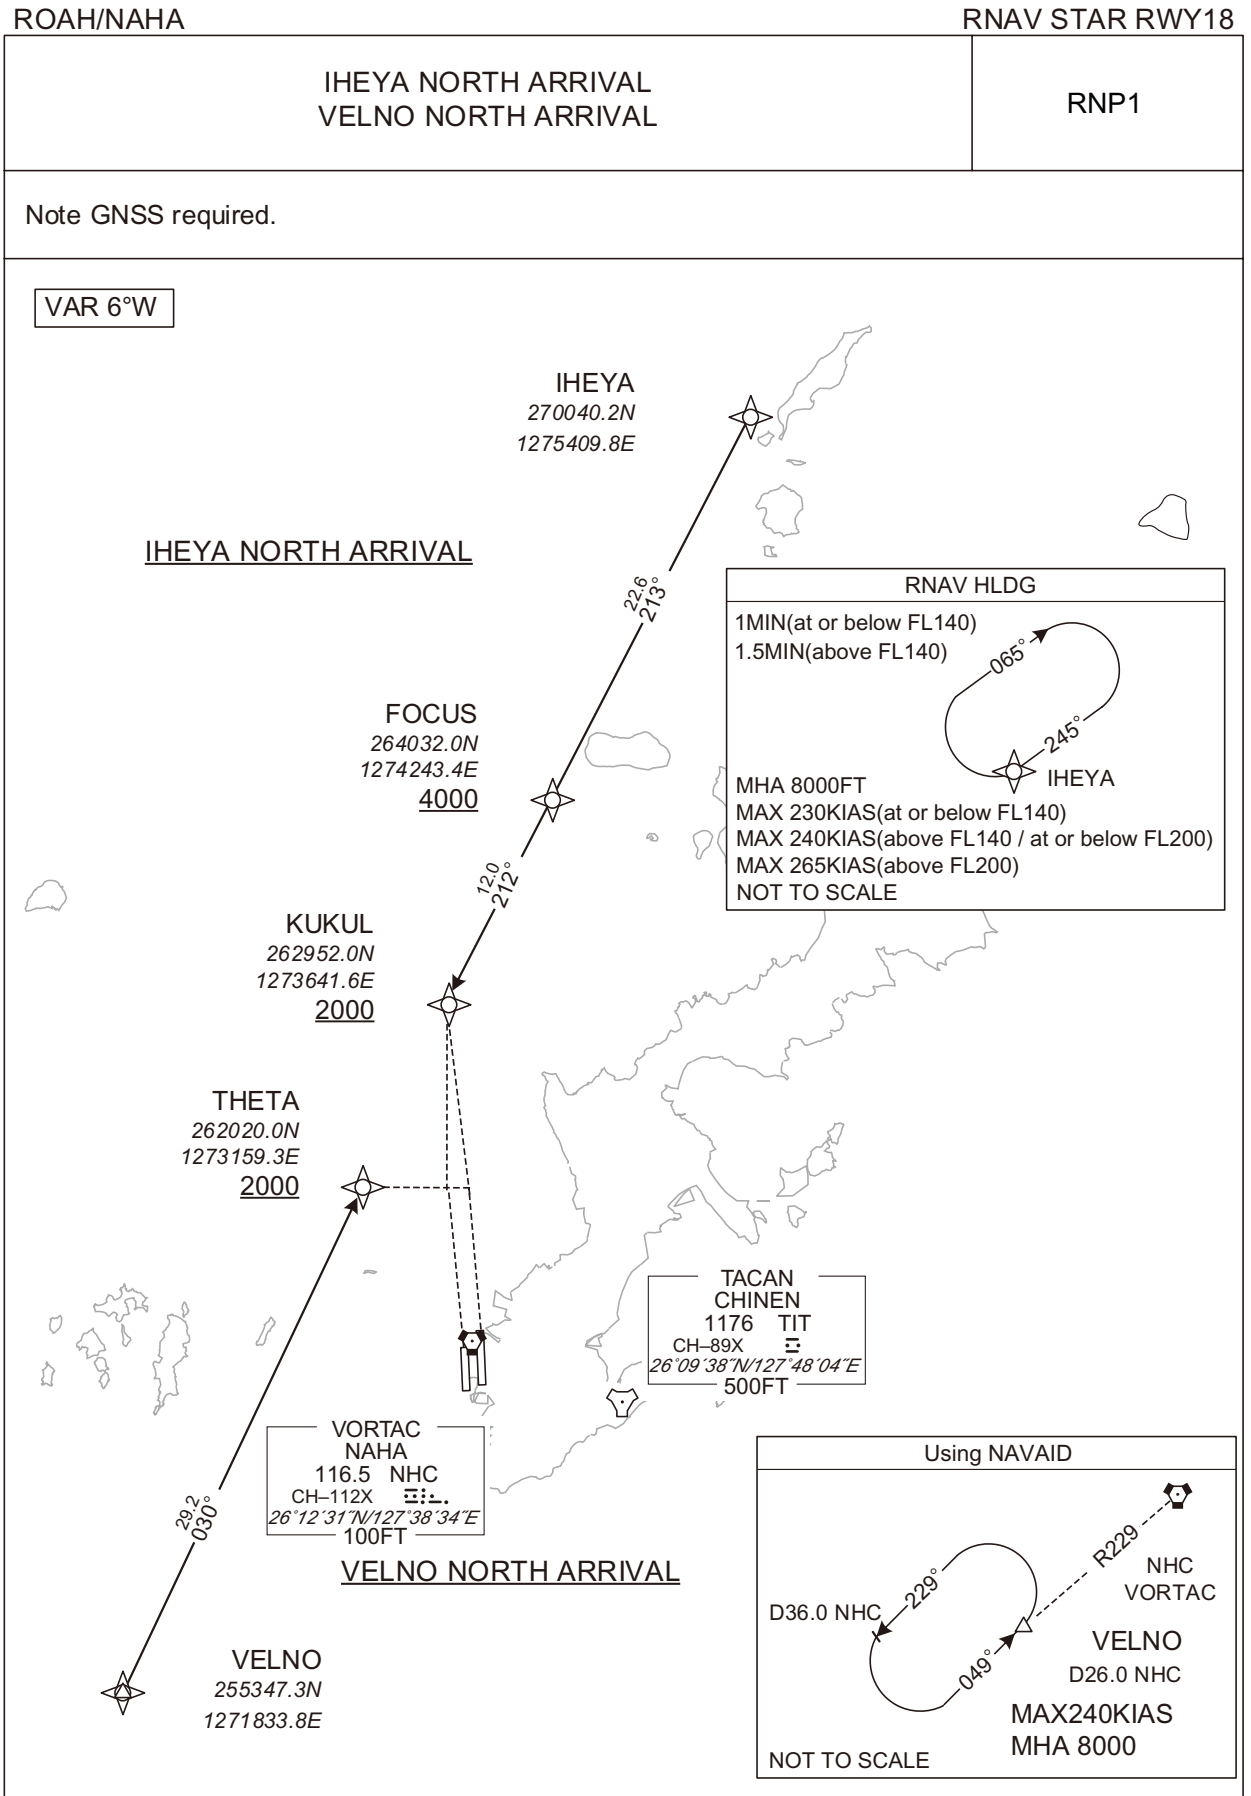 ROAH/NAHA
RNAV STAR RWY18
IHEYA NORTH ARRIVAL
VELNO NORTH ARRIVAL
RNP1
Note GNSS required.
VAR 6°W
IHEYA
270040.2N
1275409.8E
IHEYA NORTH ARRIVAL
22.6
213°
RNAV HLDG
1MIN(at or below FL140)
1.5MIN(above FL140)
065°
245°
IHEYA
MHA 8000FT
MAX 230KIAS(at or below FL140)
MAX 240KIAS(above FL140 / at or below FL200)
MAX 265KIAS(above FL200)
NOT TO SCALE
FOCUS
264032.0N
1274243.4E
4000
12.0
212°
KUKUL
262952.0N
1273641.6E
2000
THETA
262020.0N
1273159.3E
2000
TACAN
CHINEN
1176 TIT
CH–89X
26°09´38˝N/127°48´04˝E
500FT
VORTAC
NAHA
116.5 NHC
CH–112X
26°12´31˝N/127°38´34˝E
100FT
29.2
030°
VELNO NORTH ARRIVAL
VELNO
255347.3N
1271833.8E
Using NAVAID
R229
NHC
VORTAC
229°
D36.0 NHC
049°
VELNO
D26.0 NHC
MAX240KIAS
MHA 8000
NOT TO SCALE